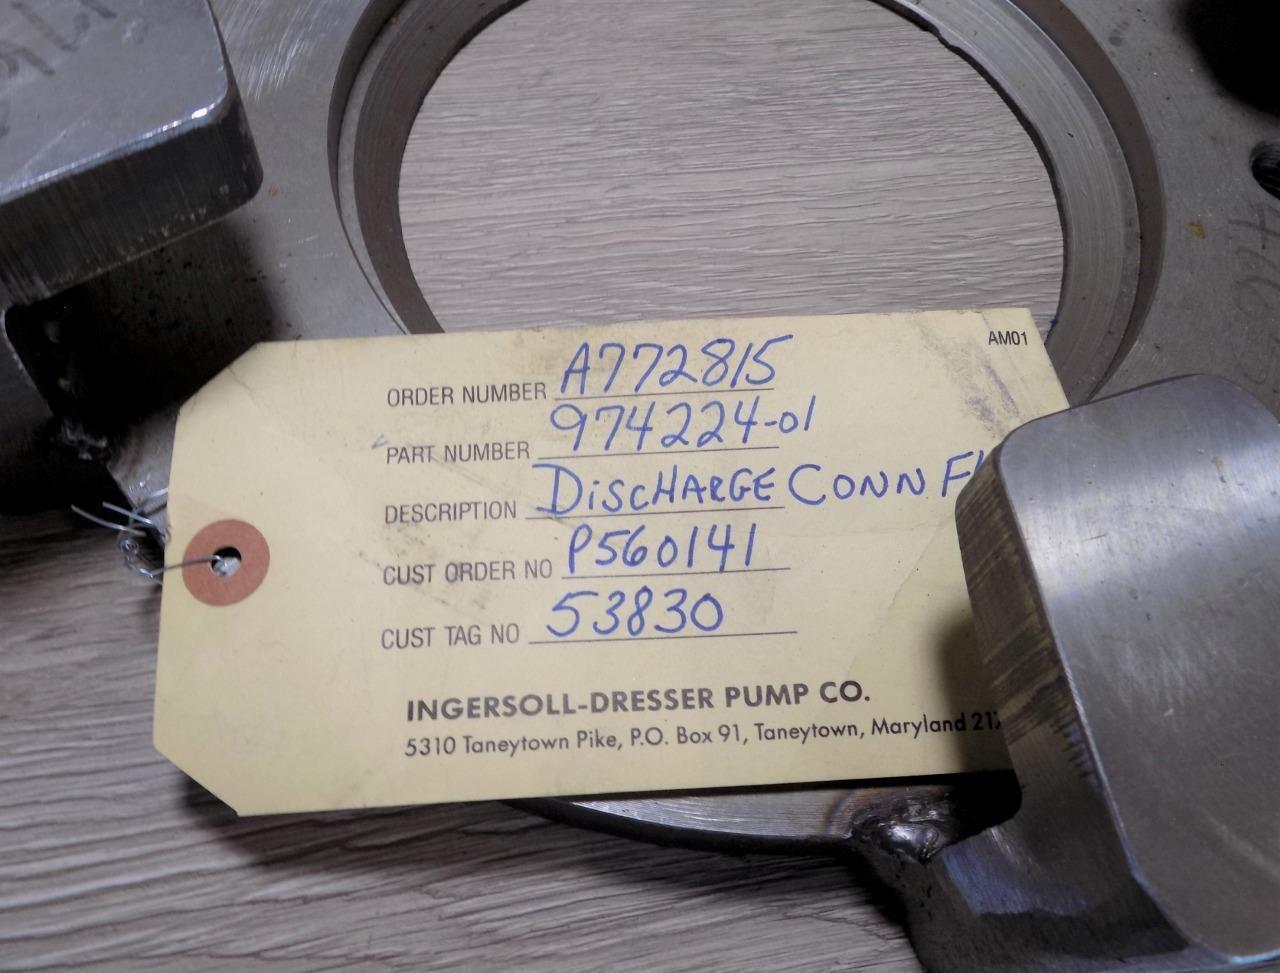 AM01
ORDER NUMBER A772815
PART NUMBER 974224-01
DESCRIPTION DISCHARGE CONN
CUST ORDER NO P560141
CUST TAG NO 53830
INGERSOLL-DRESSER PUMP CO.
5310 Taneytown Pike, P.O. Box 91, Taneytown, Maryland